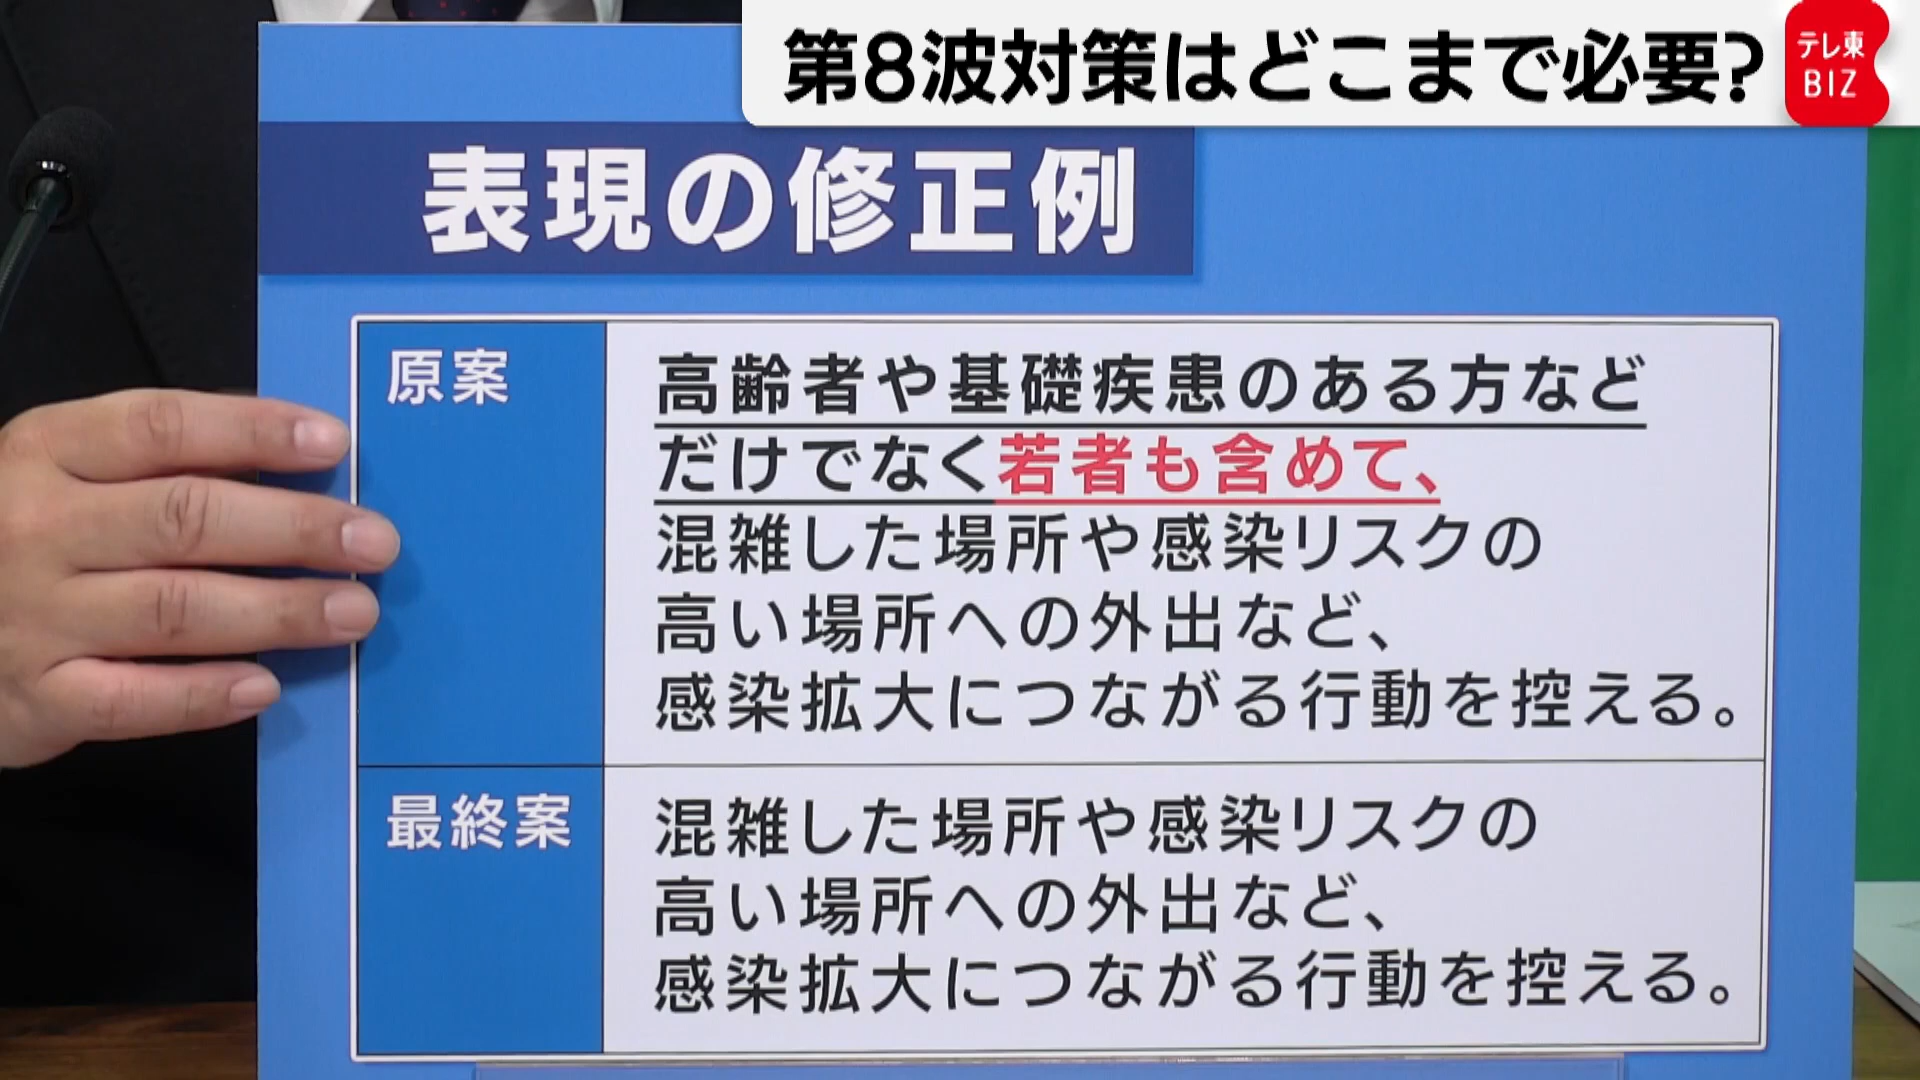 第8波対策はどこまで必要?
テレ東
BIZ
表現の修正例
原案
高齢者や基礎疾患のある方など
だけでなく若者も含めて、
混雑した場所や感染リスクの
高い場所への外出など、
感染拡大につながる行動を控える。
最終案
混雑した場所や感染リスクの
高い場所への外出など、
感染拡大につながる行動を控える。